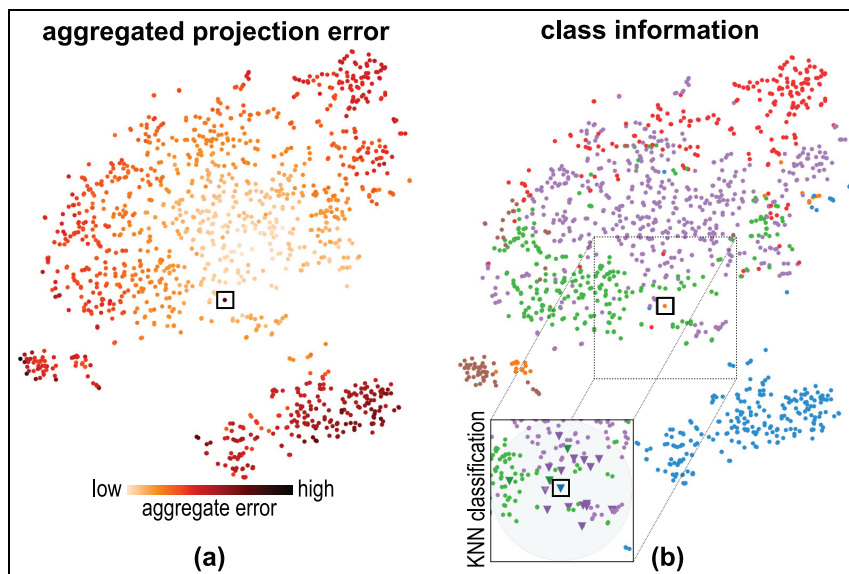 aggregated projection error
class information
low
high
aggregate error
KNN classification
(a)
(b)